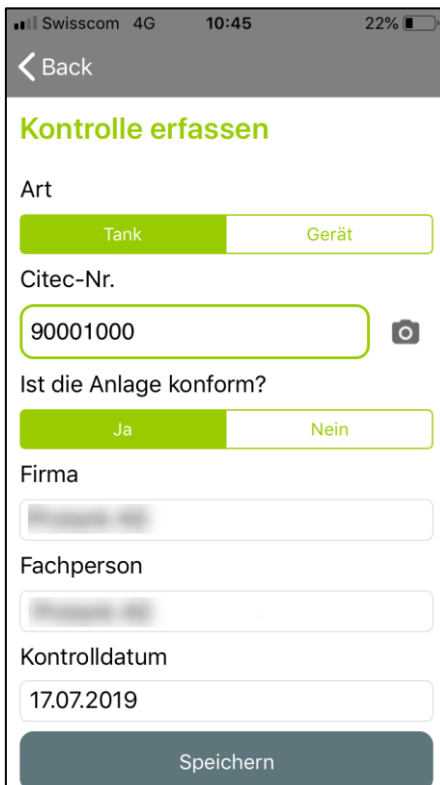 Swisscom 4G 10:45 22%
Back
Kontrolle erfassen
Art
Tank Gerät
Citec-Nr.
90001000
Ist die Anlage konform?
Ja Nein
Firma
Fachperson
Kontrolldatum
17.07.2019
Speichern